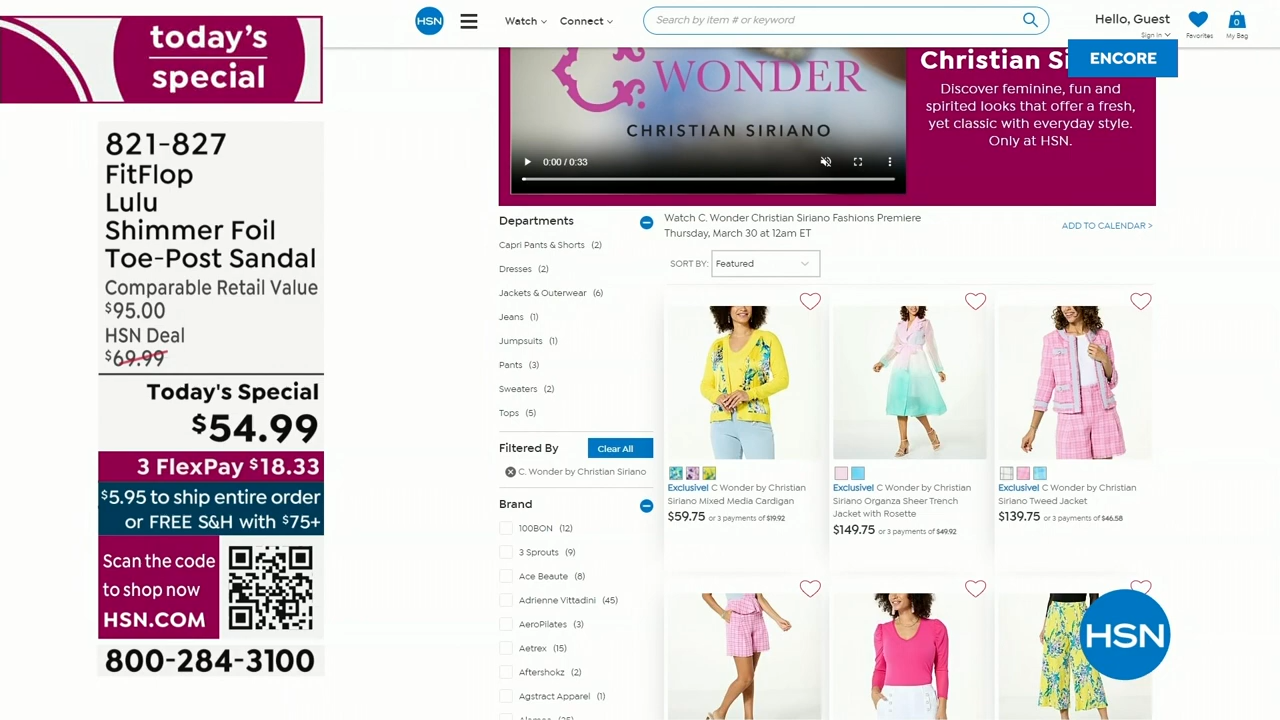 today's
special
821-827
FitFlop
Lulu
Shimmer Foil
Toe-Post Sandal
Comparable Retail Value
$95.00
HSN Deal
$69.99
Today's Special
$54.99
3 FlexPay $18.33
$5.95 to ship entire order
or FREE S&H with $75+
Scan the code
to shop now
HSN.COM
800-284-3100
HSN
Watch
Connect
Search by item # or keyword
Hello, Guest
Sign in
Favorites
0
My Bag
ENCORE
C. WONDER
CHRISTIAN SIRIANO
0:00 / 0:33
Christian Si
Discover feminine, fun and
spirited looks that offer a fresh,
yet classic with everyday style.
Only at HSN.
Departments
Capri Pants & Shorts (2)
Dresses (2)
Jackets & Outerwear (6)
Jeans (1)
Jumpsuits (1)
Pants (3)
Sweaters (2)
Tops (5)
Filtered By
Clear All
C. Wonder by Christian Siriano
Brand
100BON (12)
3 Sprouts (9)
Ace Beaute (8)
Adrienne Vittadini (45)
AeroPilates (3)
Aetrex (15)
Aftershokz (2)
Agstract Apparel (1)
Watch C. Wonder Christian Siriano Fashions Premiere
Thursday, March 30 at 12am ET
ADD TO CALENDAR >
SORT BY: Featured
Exclusive! C Wonder by Christian
Siriano Mixed Media Cardigan
$59.75 or 3 payments of $19.92
Exclusive! C Wonder by Christian
Siriano Organza Sheer Trench
Jacket with Rosette
$149.75 or 3 payments of $49.92
Exclusive! C Wonder by Christian
Siriano Tweed Jacket
$139.75 or 3 payments of $46.58
HSN